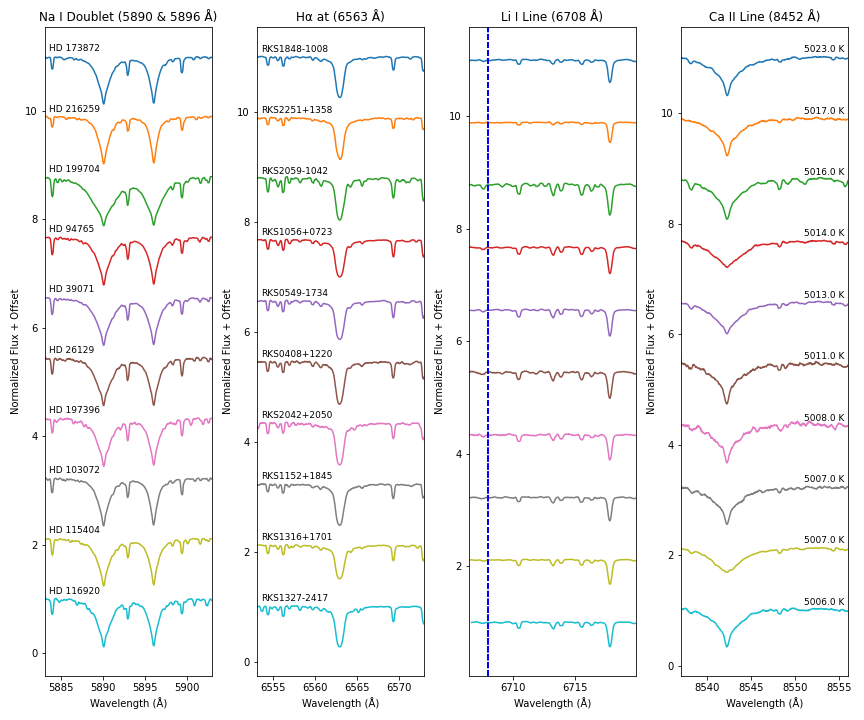 Na I Doublet (5890 & 5896 Å)
Hα at (6563 Å)
Li I Line (6708 Å)
Ca II Line (8452 Å)
HD 173872
RKS1848-1008
5023.0 K
HD 216259
RKS2251+1358
5017.0 K
HD 199704
RKS2059-1042
5016.0 K
HD 94765
RKS1056+0723
5014.0 K
HD 39071
RKS0549-1734
5013.0 K
HD 26129
RKS0408+1220
5011.0 K
HD 197396
RKS2042+2050
5008.0 K
HD 103072
RKS1152+1845
5007.0 K
HD 115404
RKS1316+1701
5007.0 K
HD 116920
RKS1327-2417
5006.0 K
Normalized Flux + Offset
10
8
6
4
2
0
5885 5890 5895 5900
Wavelength (Å)
Normalized Flux + Offset
10
8
6
4
2
0
6555 6560 6565 6570
Wavelength (Å)
Normalized Flux + Offset
10
8
6
4
2
6710 6715
Wavelength (Å)
Normalized Flux + Offset
10
8
6
4
2
0
8540 8545 8550 8555
Wavelength (Å)